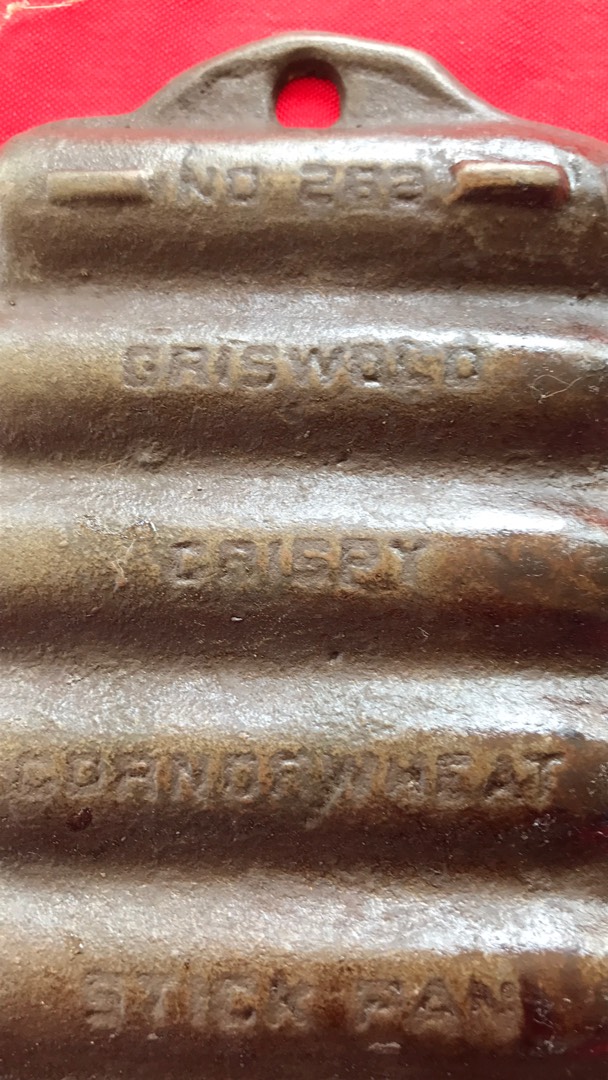 NO 262
GRISWOLD
CRISPY
CORN OR WHEAT
STICK PAN